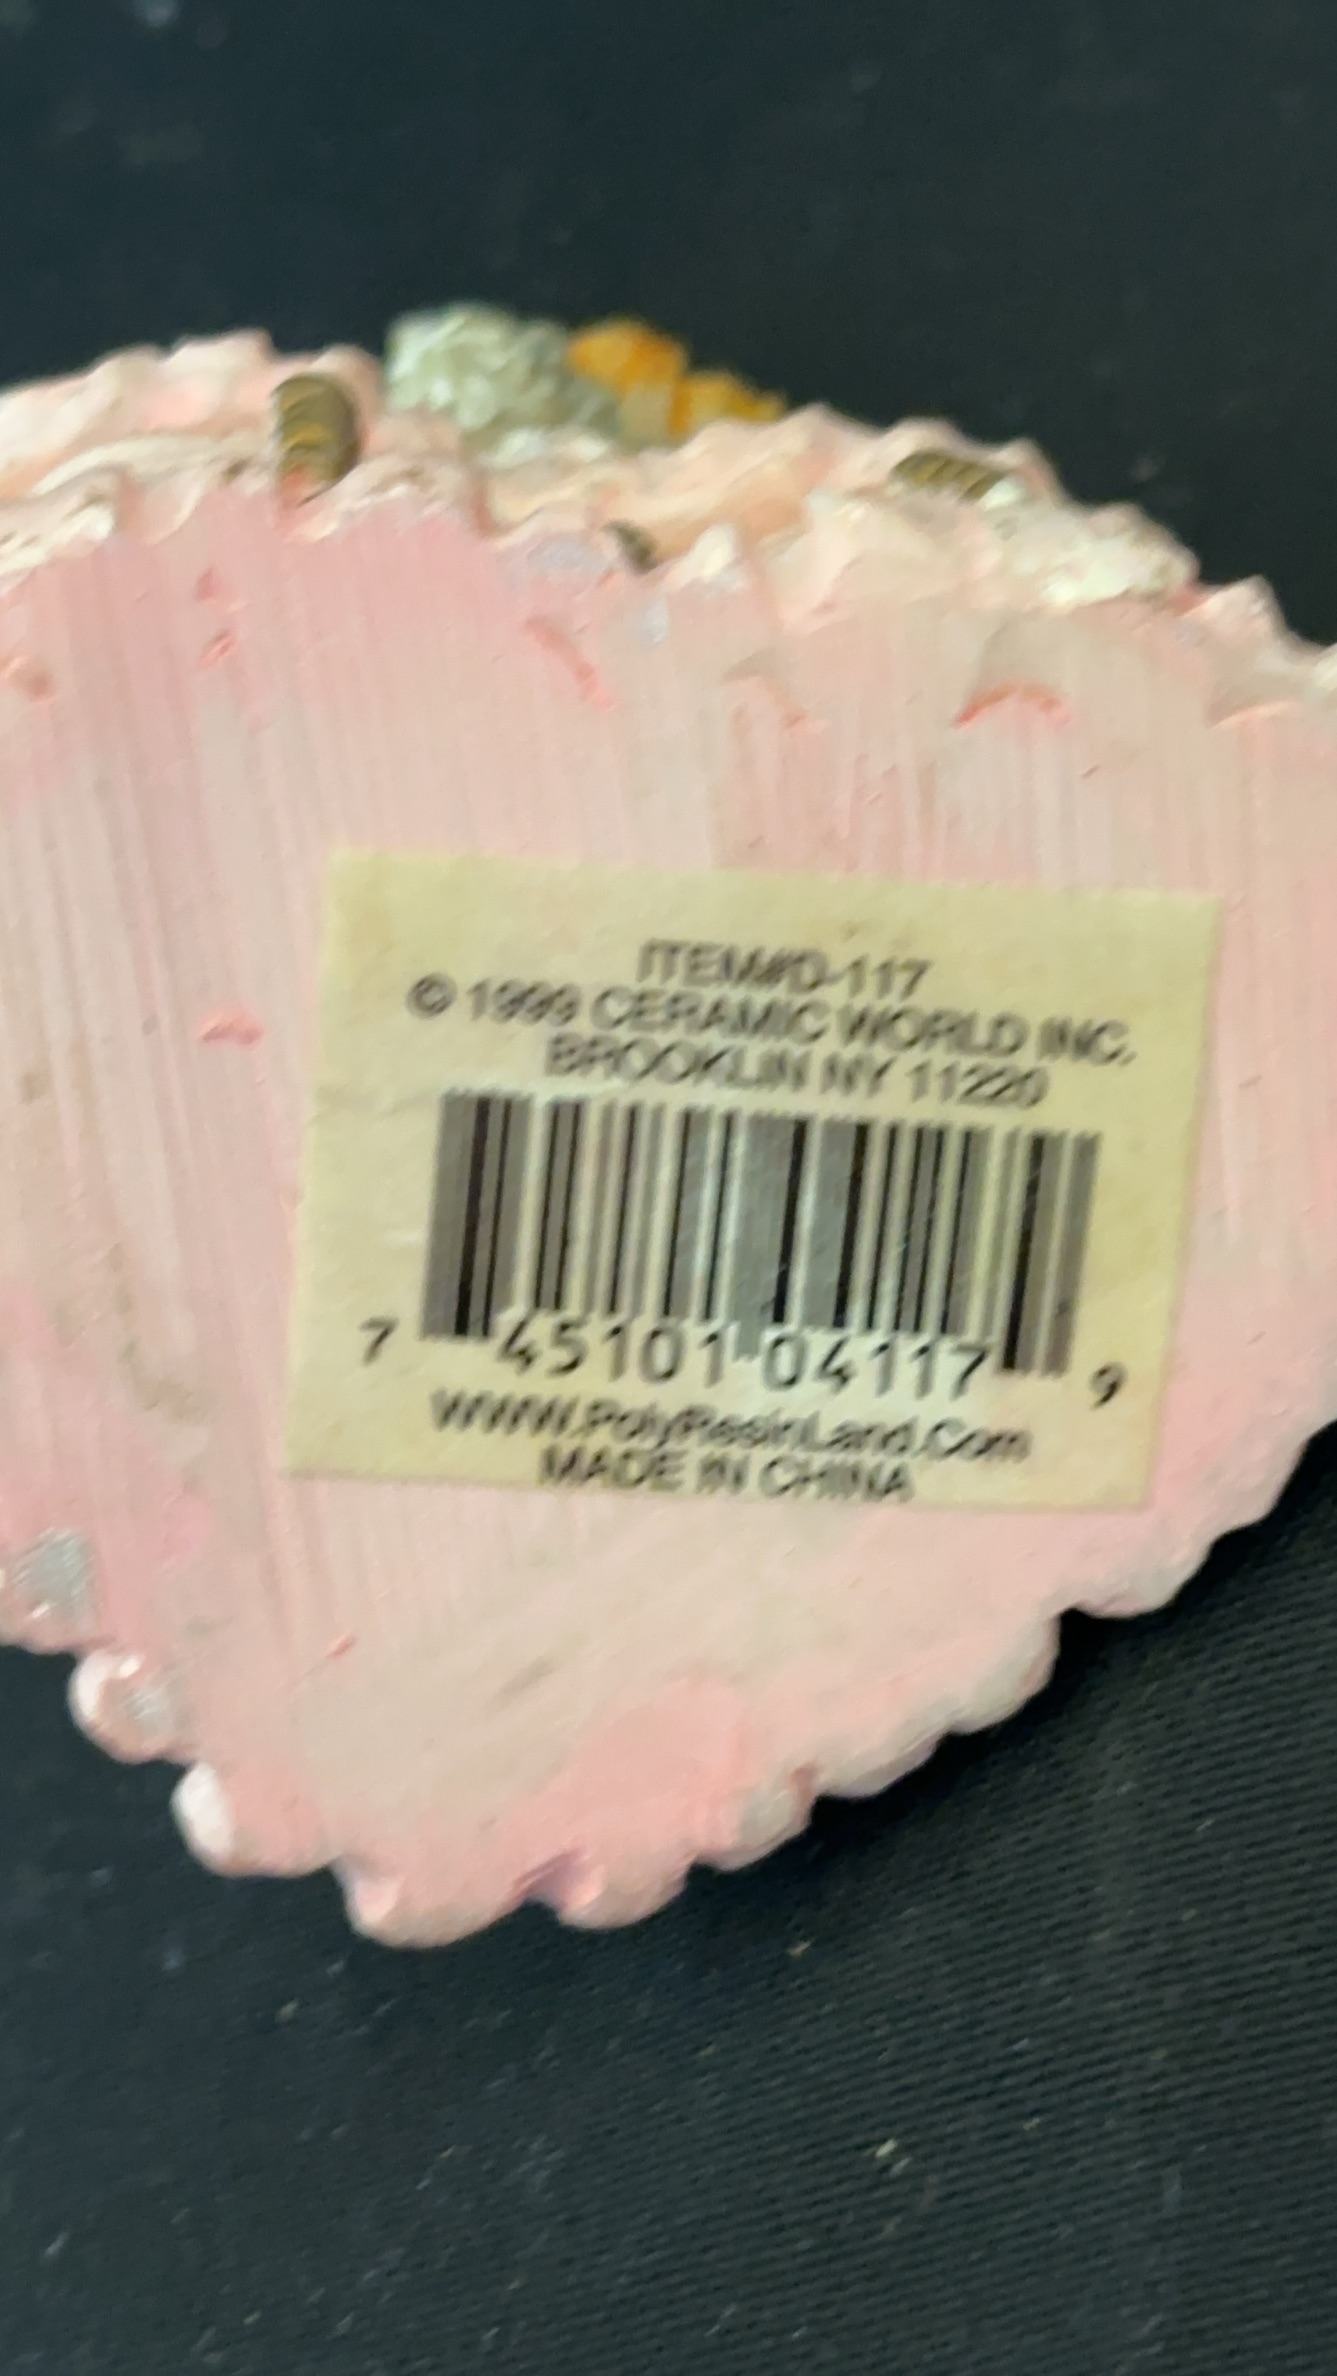 ITEM#D-117
© 1999 CERAMIC WORLD INC.
BROOKLIN NY 11220
7 45101 04117 9
WWW.PolyResinLand.Com
MADE IN CHINA